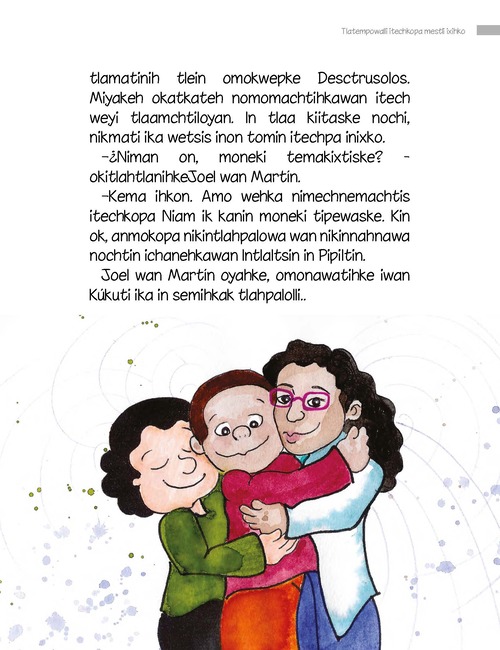 Tlatempowalli itechkopa mestli ixihko
tlamatinih tlein omokwepke Desctrusolos.
Miyakeh okatkateh nomomachtihkawan itech
weyi tlaamchtiloyan. In tlaa kiitaske nochi,
nikmati ika wetsis inon tomin itechpa inixko.
–¿Niman on, moneki temakixtiske? -
okitlahtlanihkeJoel wan Martín.
–Kema ihkon. Amo wehka nimechnemachtis
itechkopa Niam ik kanin moneki tipewaske. Kin
ok, anmokopa nikintlahpalowa wan nikinnahnawa
nochtin ichanehkawan Intlaltsin in Pipiltin.
Joel wan Martín oyahke, omonawatihke iwan
Kúkuti ika in semihkak tlahpalolli..